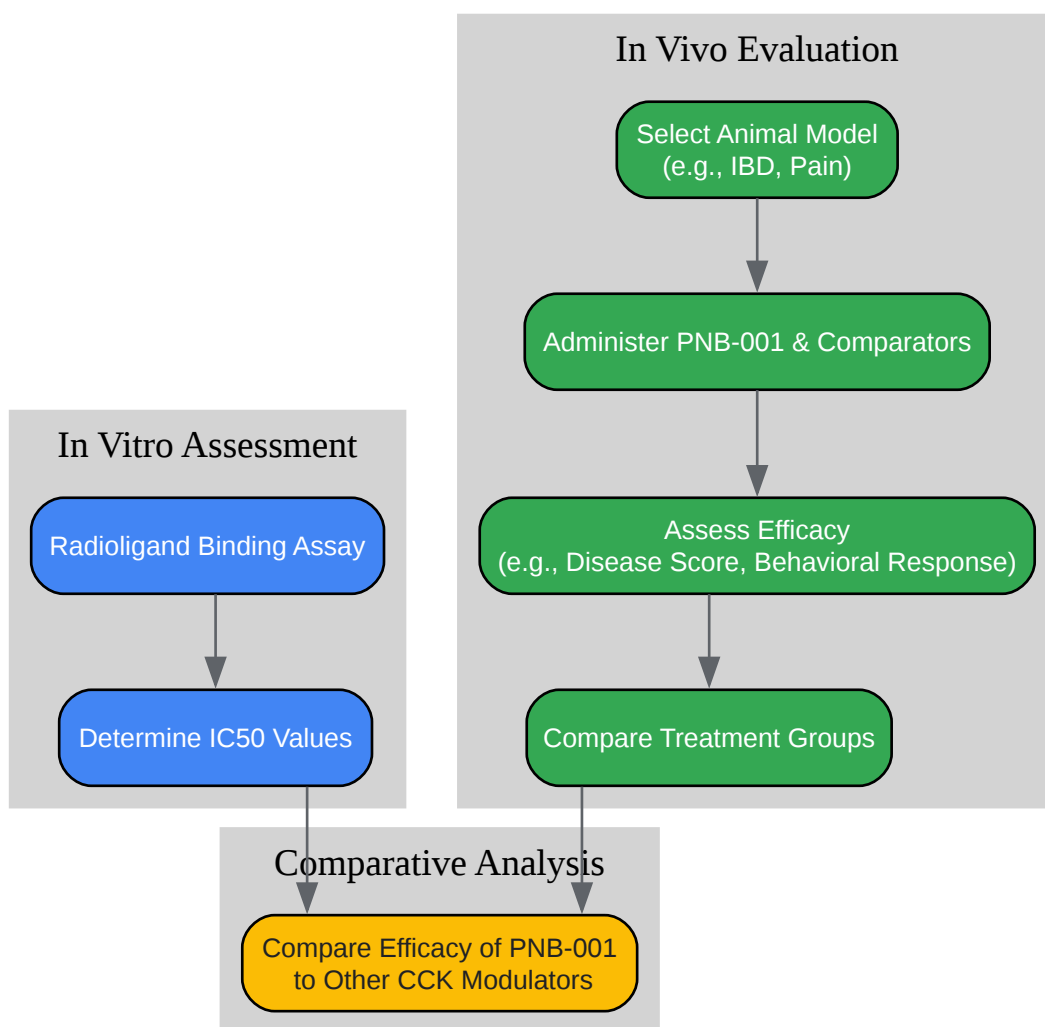 In Vivo Evaluation
Select Animal Model
(e.g., IBD, Pain)
Administer PNB-001 & Comparators
Assess Efficacy
(e.g., Disease Score, Behavioral Response)
Compare Treatment Groups
In Vitro Assessment
Radioligand Binding Assay
Determine IC50 Values
Comparative Analysis
Compare Efficacy of PNB-001
to Other CCK Modulators